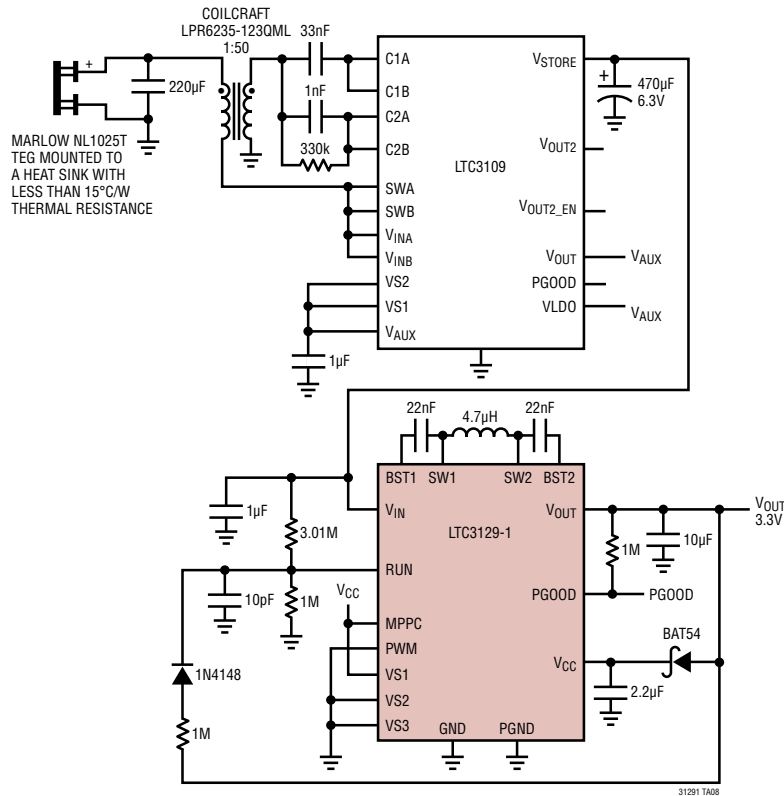 COILCRAFT
LPR6235-123QML
1:50
33nF
+
220µF
1nF
330k
MARLOW NL1025T
TEG MOUNTED TO
A HEAT SINK WITH
LESS THAN 15°C/W
THERMAL RESISTANCE
C1A
C1B
C2A
C2B
SWA
SWB
VINA
VINB
VS2
VS1
VAUX
1µF
LTC3109
VSTORE
+
470µF
6.3V
VOUT2
VOUT2_EN
VOUT
VAUX
PGOOD
VLDO
VAUX
22nF
4.7µH
22nF
BST1
SW1
SW2
BST2
1µF
3.01M
VIN
LTC3129-1
VOUT
VOUT
3.3V
10µF
1M
RUN
10pF
1M
VCC
PGOOD
PGOOD
MPPC
PWM
VS1
VS2
VS3
VCC
BAT54
2.2µF
1N4148
1M
GND
PGND
31291 TA08